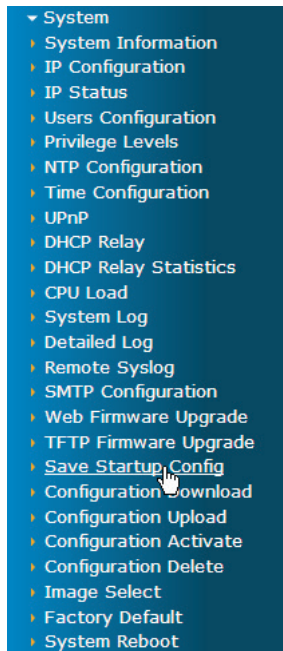 System
System Information
IP Configuration
IP Status
Users Configuration
Privilege Levels
NTP Configuration
Time Configuration
UPnP
DHCP Relay
DHCP Relay Statistics
CPU Load
System Log
Detailed Log
Remote Syslog
SMTP Configuration
Web Firmware Upgrade
TFTP Firmware Upgrade
Save Startup Config
Configuration Download
Configuration Upload
Configuration Activate
Configuration Delete
Image Select
Factory Default
System Reboot